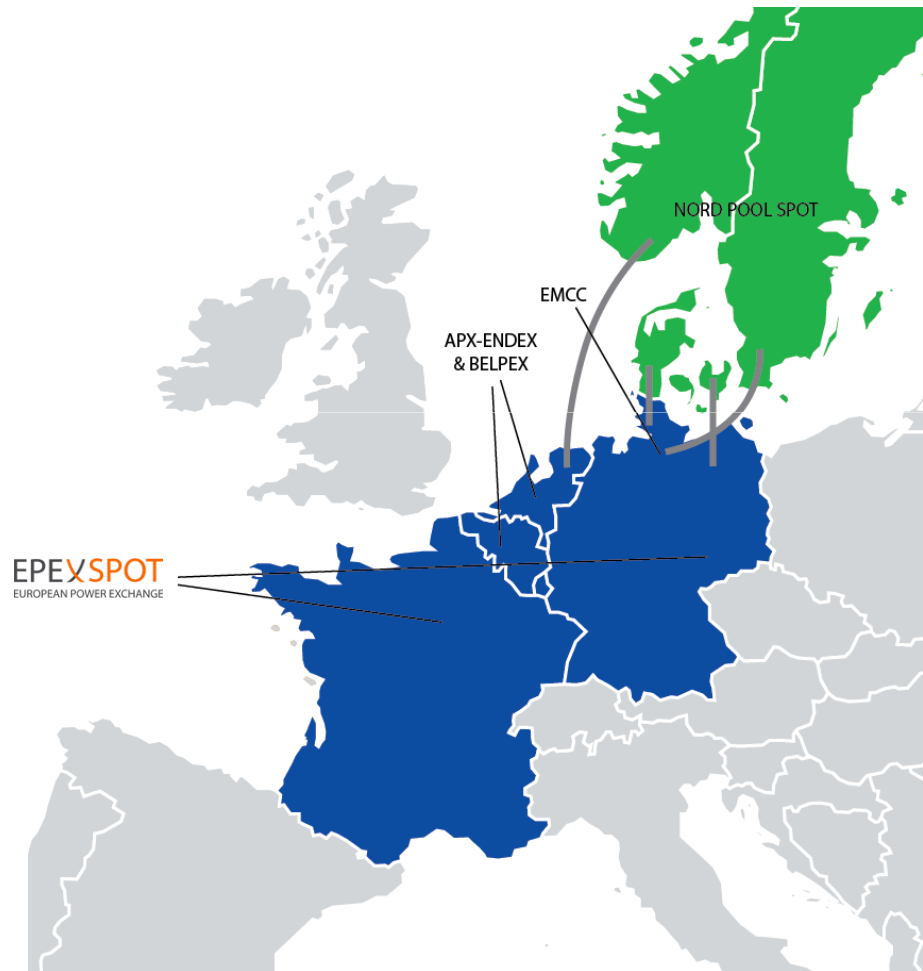 NORD POOL SPOT
EMCC
APX-ENDEX
& BELPEX
EPEXSPOT
EUROPEAN POWER EXCHANGE